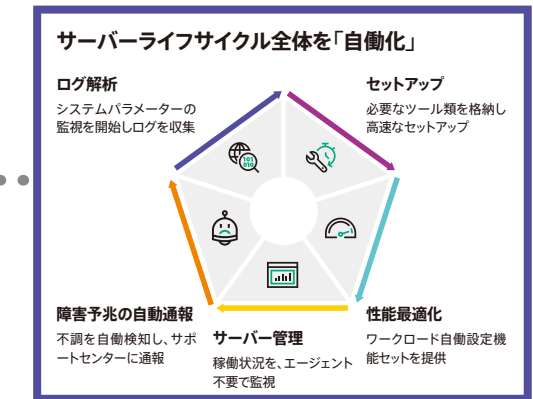 サーバーライフサイクル全体を「自働化」
ログ解析
システムパラメーターの
監視を開始しログを収集
セットアップ
必要なツール類を格納し
高速なセットアップ
101
010
障害予兆の自動通報
不調を自動検知し、サポ
ートセンターに通報
サーバー管理
稼働状況を、エージェント
不要で監視
性能最適化
ワークロード自動設定機
能セットを提供